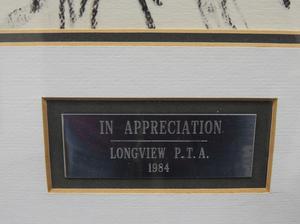 IN APPRECIATION
LONGVIEW P.T.A.
1984